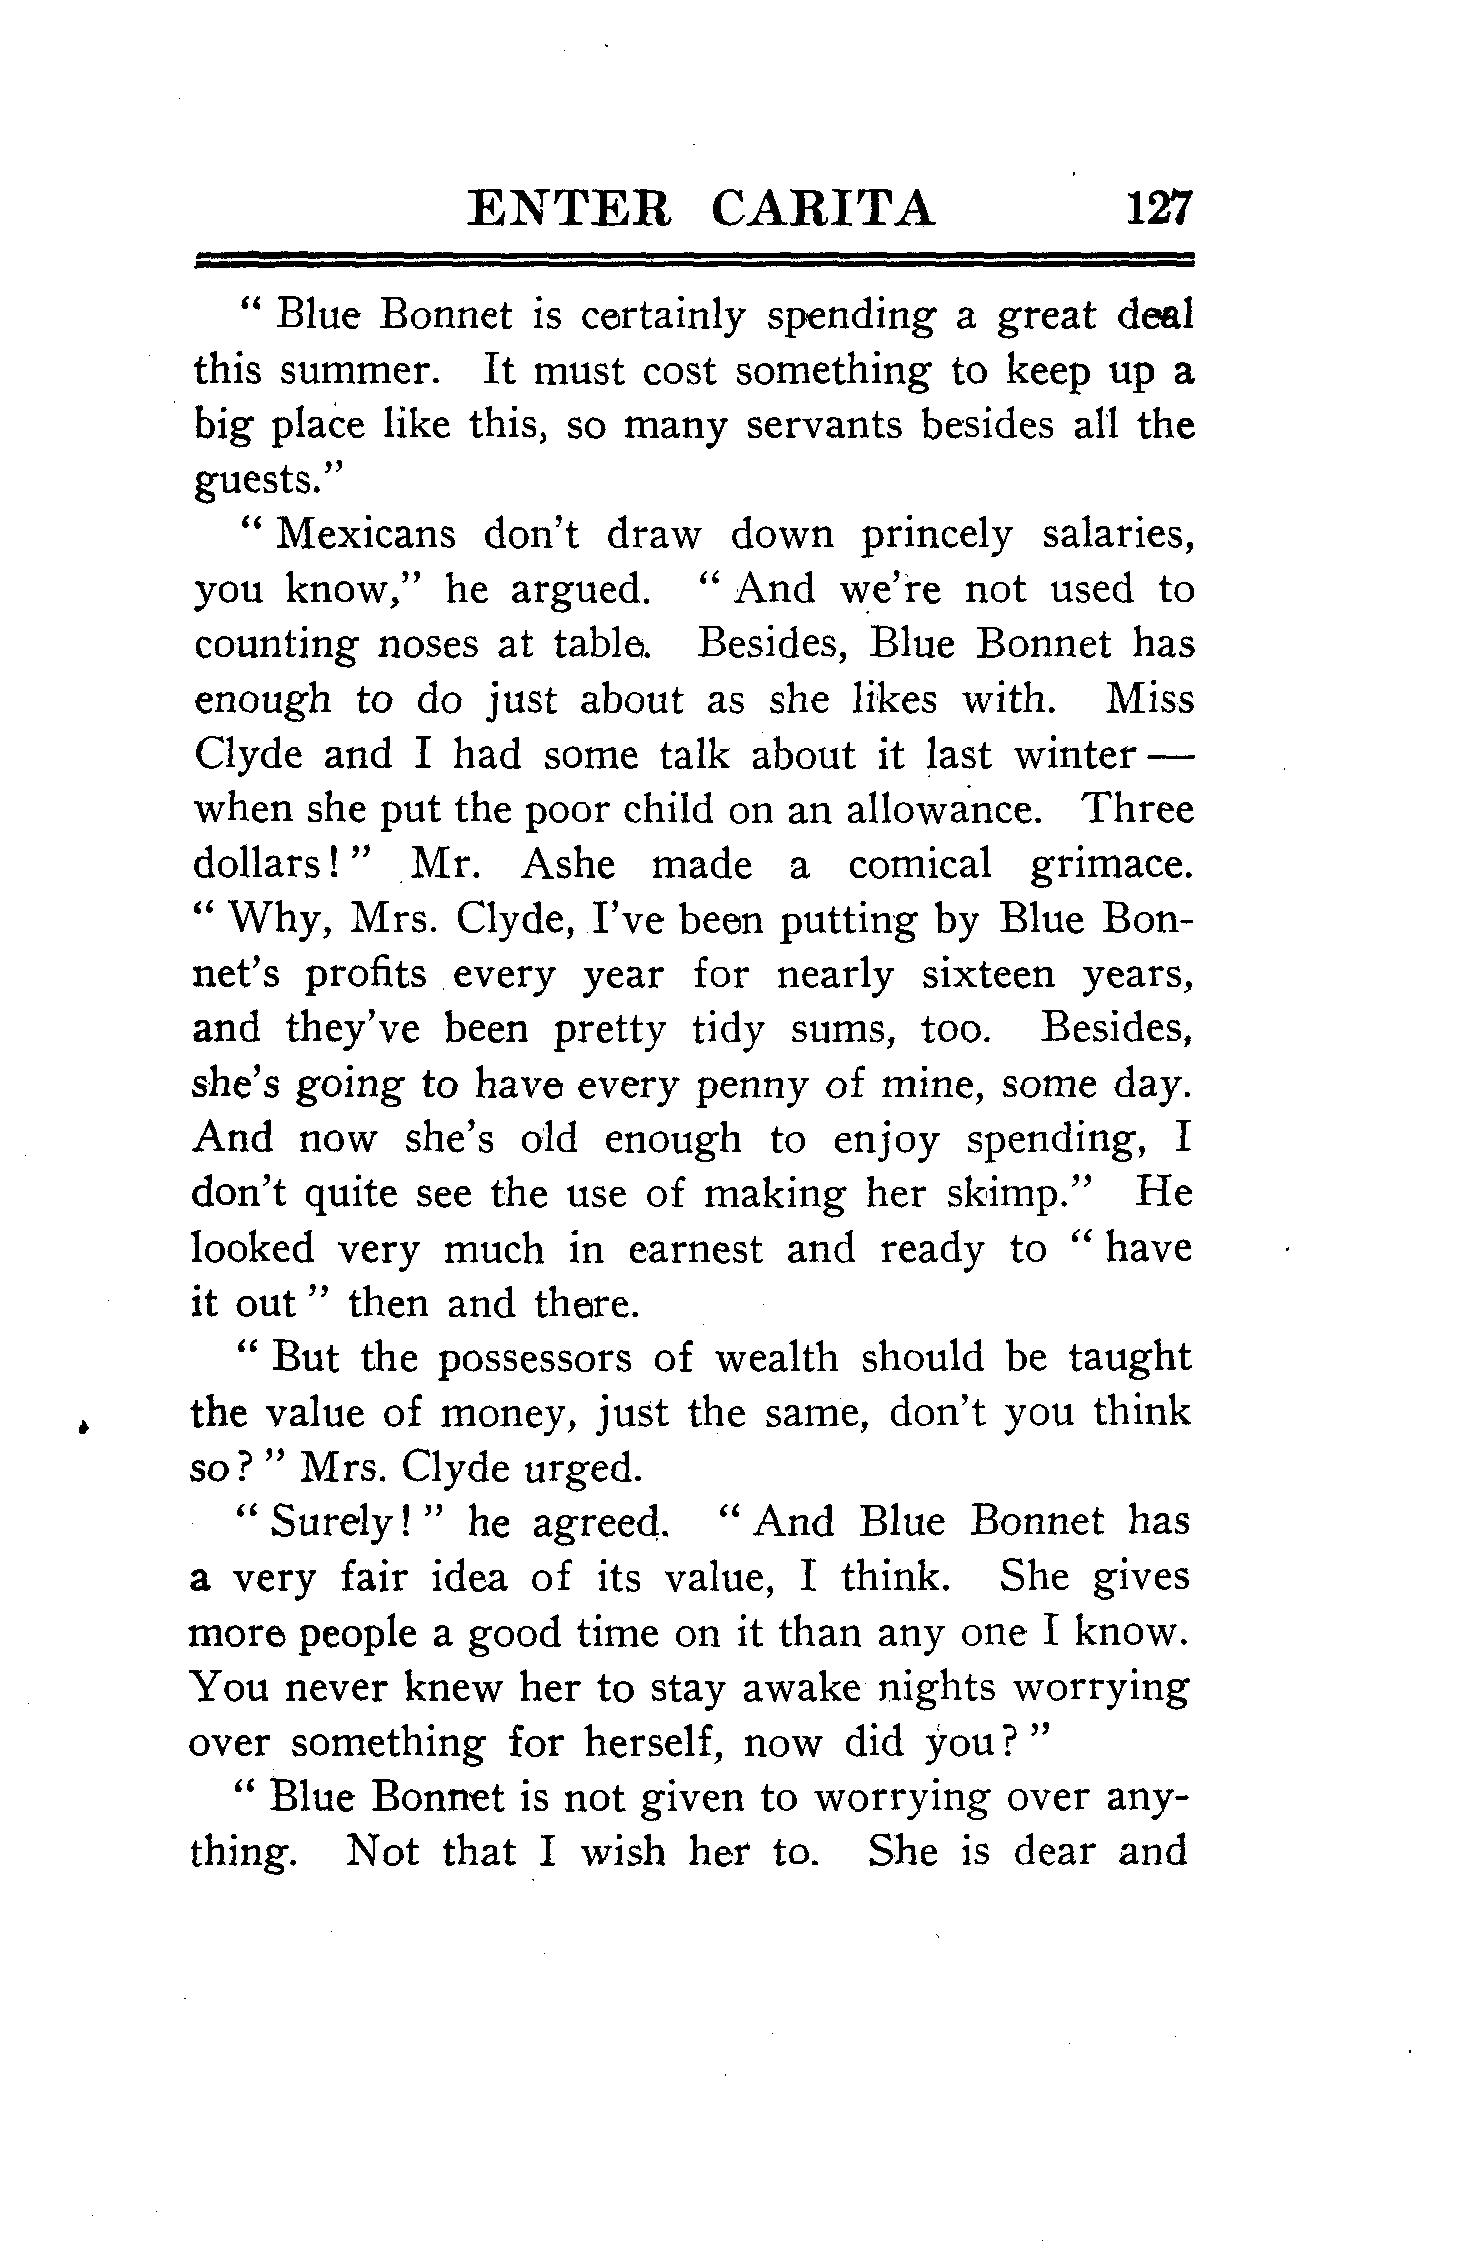 ENTER CARITA 127
" Blue Bonnet is certainly spending a great deal
this summer. It must cost something to keep up a
big place like this, so many servants besides all the
guests."
" Mexicans don't draw down princely salaries,
you know," he argued. " And we're not used to
counting noses at table. Besides, Blue Bonnet has
enough to do just about as she likes with. Miss
Clyde and I had some talk about it last winter —
when she put the poor child on an allowance. Three
dollars! " Mr. Ashe made a comical grimace.
" Why, Mrs. Clyde, I've been putting by Blue Bon-
net's profits every year for nearly sixteen years,
and they've been pretty tidy sums, too. Besides,
she's going to have every penny of mine, some day.
And now she's old enough to enjoy spending, I
don't quite see the use of making her skimp." He
looked very much in earnest and ready to " have
it out " then and there.
" But the possessors of wealth should be taught
the value of money, just the same, don't you think
so? " Mrs. Clyde urged.
" Surely! " he agreed. " And Blue Bonnet has
a very fair idea of its value, I think. She gives
more people a good time on it than any one I know.
You never knew her to stay awake nights worrying
over something for herself, now did you? "
" Blue Bonnet is not given to worrying over any-
thing. Not that I wish her to. She is dear and